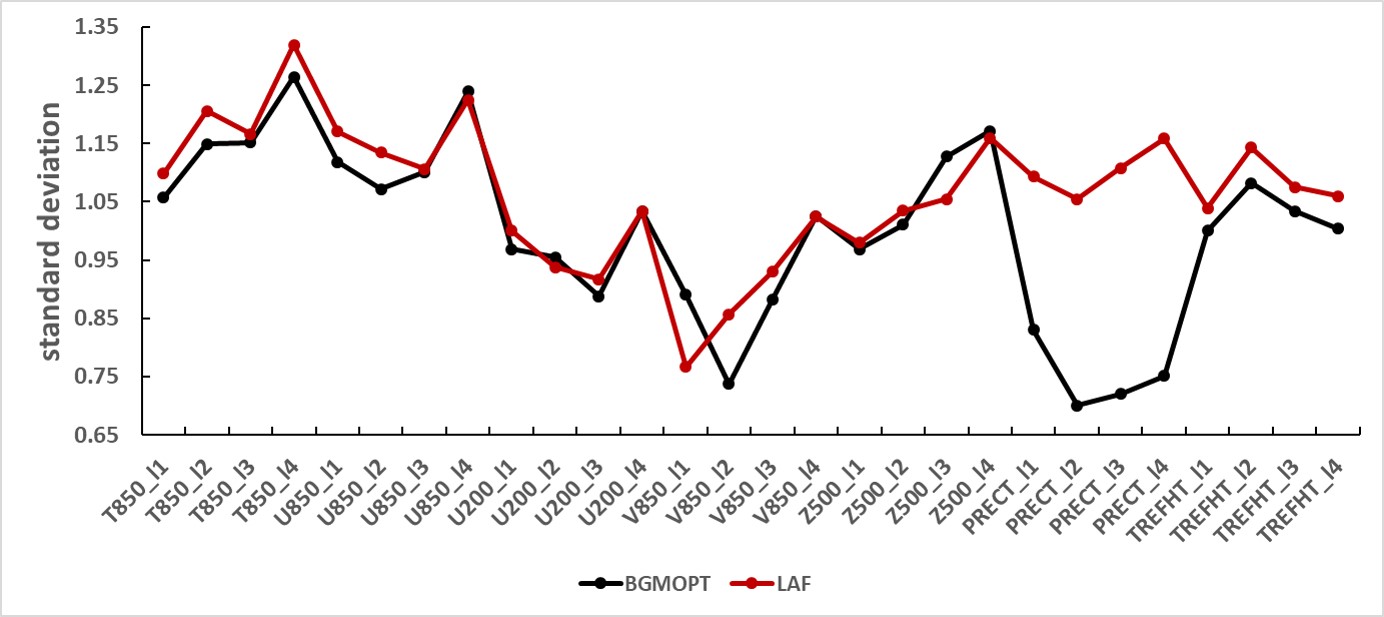 standard deviation
1.35
1.25
1.15
1.05
0.95
0.85
0.75
0.65
T850_l1
T850_l2
T850_l3
T850_l4
U850_l1
U850_l2
U850_l3
U850_l4
U200_l1
U200_l2
U200_l3
U200_l4
V850_l1
V850_l2
V850_l3
V850_l4
Z500_l1
Z500_l2
Z500_l3
Z500_l4
PRECT_l1
PRECT_l2
PRECT_l3
PRECT_l4
TREFHT_l1
TREFHT_l2
TREFHT_l3
TREFHT_l4
BGMOPT
LAF